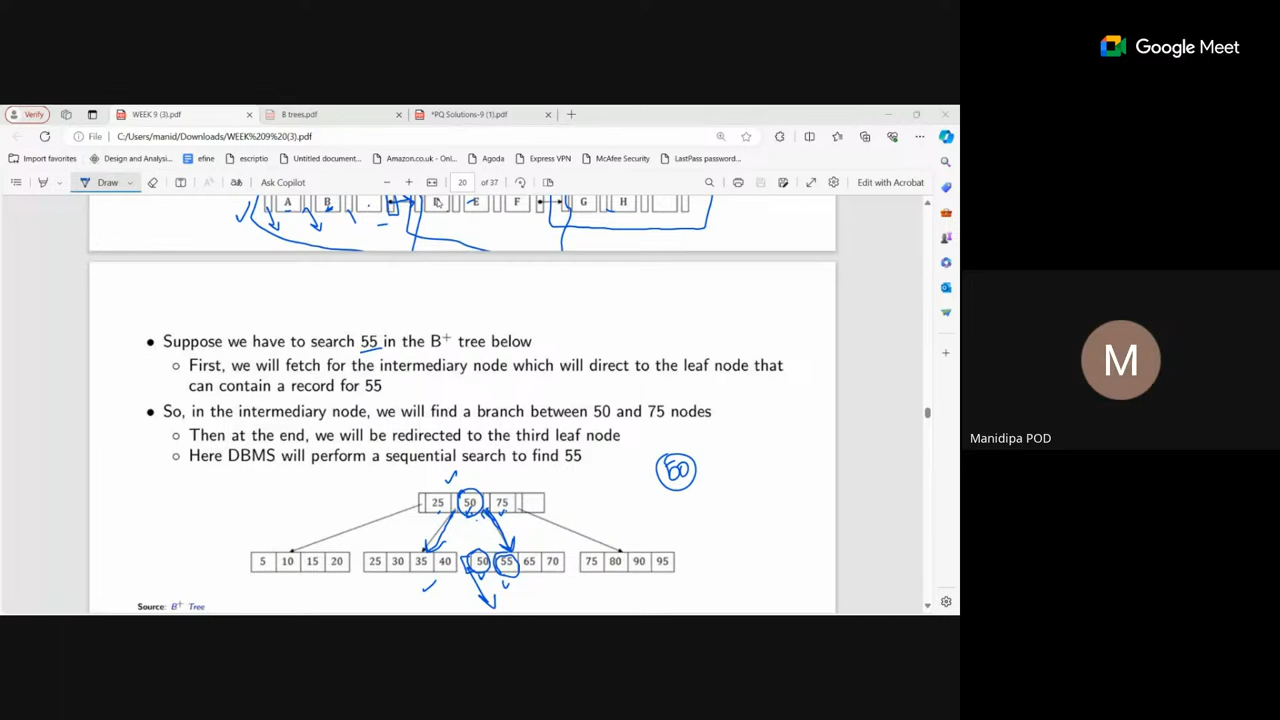 Google Meet
Verify
WEEK 9 (3).pdf
B trees.pdf
*PQ Solutions-9 (1).pdf
File
C:/Users/manid/Downloads/WEEK%209%20(3).pdf
Import favorites
Design and Analysi...
efine
escriptio
Untitled document...
Amazon.co.uk - Onl...
Agoda
Express VPN
McAfee Security
LastPass password...
Draw
Ask Copilot
20 of 37
Edit with Acrobat
A B D E F G H
• Suppose we have to search 55 in the B+ tree below
First, we will fetch for the intermediary node which will direct to the leaf node that
can contain a record for 55
• So, in the intermediary node, we will find a branch between 50 and 75 nodes
Then at the end, we will be redirected to the third leaf node
Here DBMS will perform a sequential search to find 55
50
25 50 75
5 10 15 20 25 30 35 40 50 55 65 70 75 80 90 95
Source: B+ Tree
M
Manidipa POD